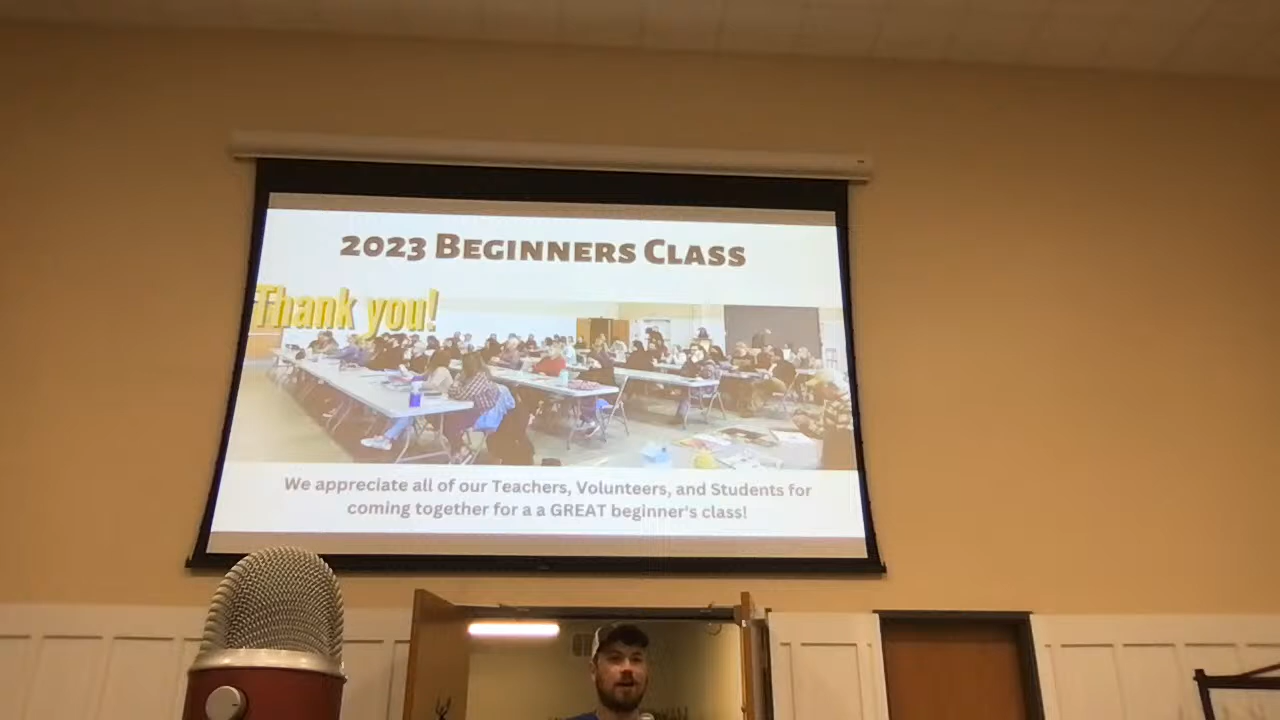 2023 Beginners Class
Thank you!
We appreciate all of our Teachers, Volunteers, and Students for
coming together for a a GREAT beginner's class!